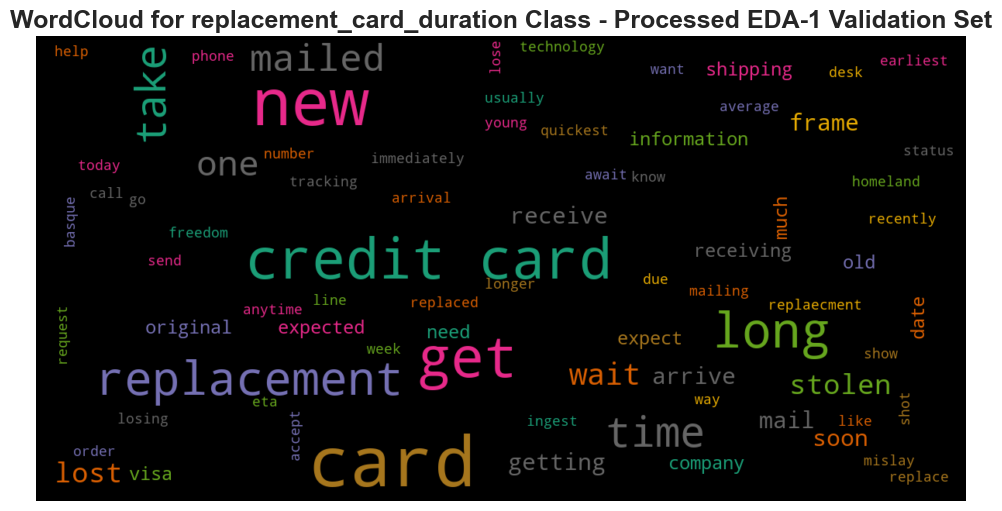 WordCloud for replacement_card_duration Class - Processed EDA-1 Validation Set
help
take
phone
mailed
new
lose
technology
want
shipping
desk
earliest
usually
young
quickest
average
frame
information
status
today
one
number
immediately
tracking
call
go
await
know
homeland
arrival
basque
freedom
receive
much
recently
send
credit card
receiving
old
longer
due
mailing
replaecment
anytime
line
replaced
request
original
expected
need
long
date
week
get
expect
show
replacement
wait
arrive
stolen
eta
way
shot
losing
accept
ingest
time
mail
like
soon
order
lost
visa
card
getting
company
mislay
replace